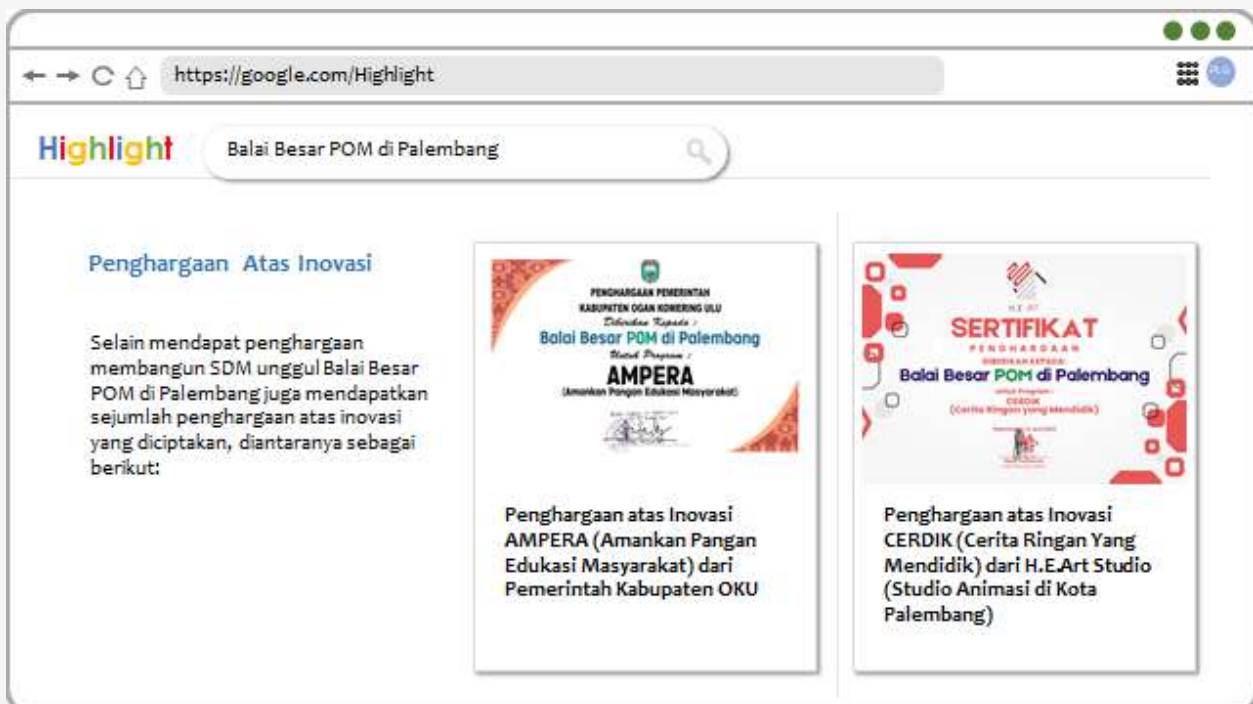 https://google.com/Highlight
Highlight
Balai Besar POM di Palembang
Penghargaan Atas Inovasi
Selain mendapat penghargaan
membangun SDM unggul Balai Besar
POM di Palembang juga mendapatkan
sejumlah penghargaan atas inovasi
yang diciptakan, diantaranya sebagai
berikut:
PENGHARGAAN PEMERINTAH
KABUPATEN OGAN KOMERING ULU
Diberikan Kepada :
Balai Besar POM di Palembang
Untuk Program :
AMPERA
(Amankan Pangan Edukasi Masyarakat)
Penghargaan atas Inovasi
AMPERA (Amankan Pangan
Edukasi Masyarakat) dari
Pemerintah Kabupaten OKU
H.E.ART
SERTIFIKAT
PENGHARGAAN
DIBERIKAN KEPADA:
Balai Besar POM di Palembang
untuk Program :
CERDIK
(Cerita Ringan yang Mendidik)
Penghargaan atas Inovasi
CERDIK (Cerita Ringan Yang
Mendidik) dari H.E.Art Studio
(Studio Animasi di Kota
Palembang)